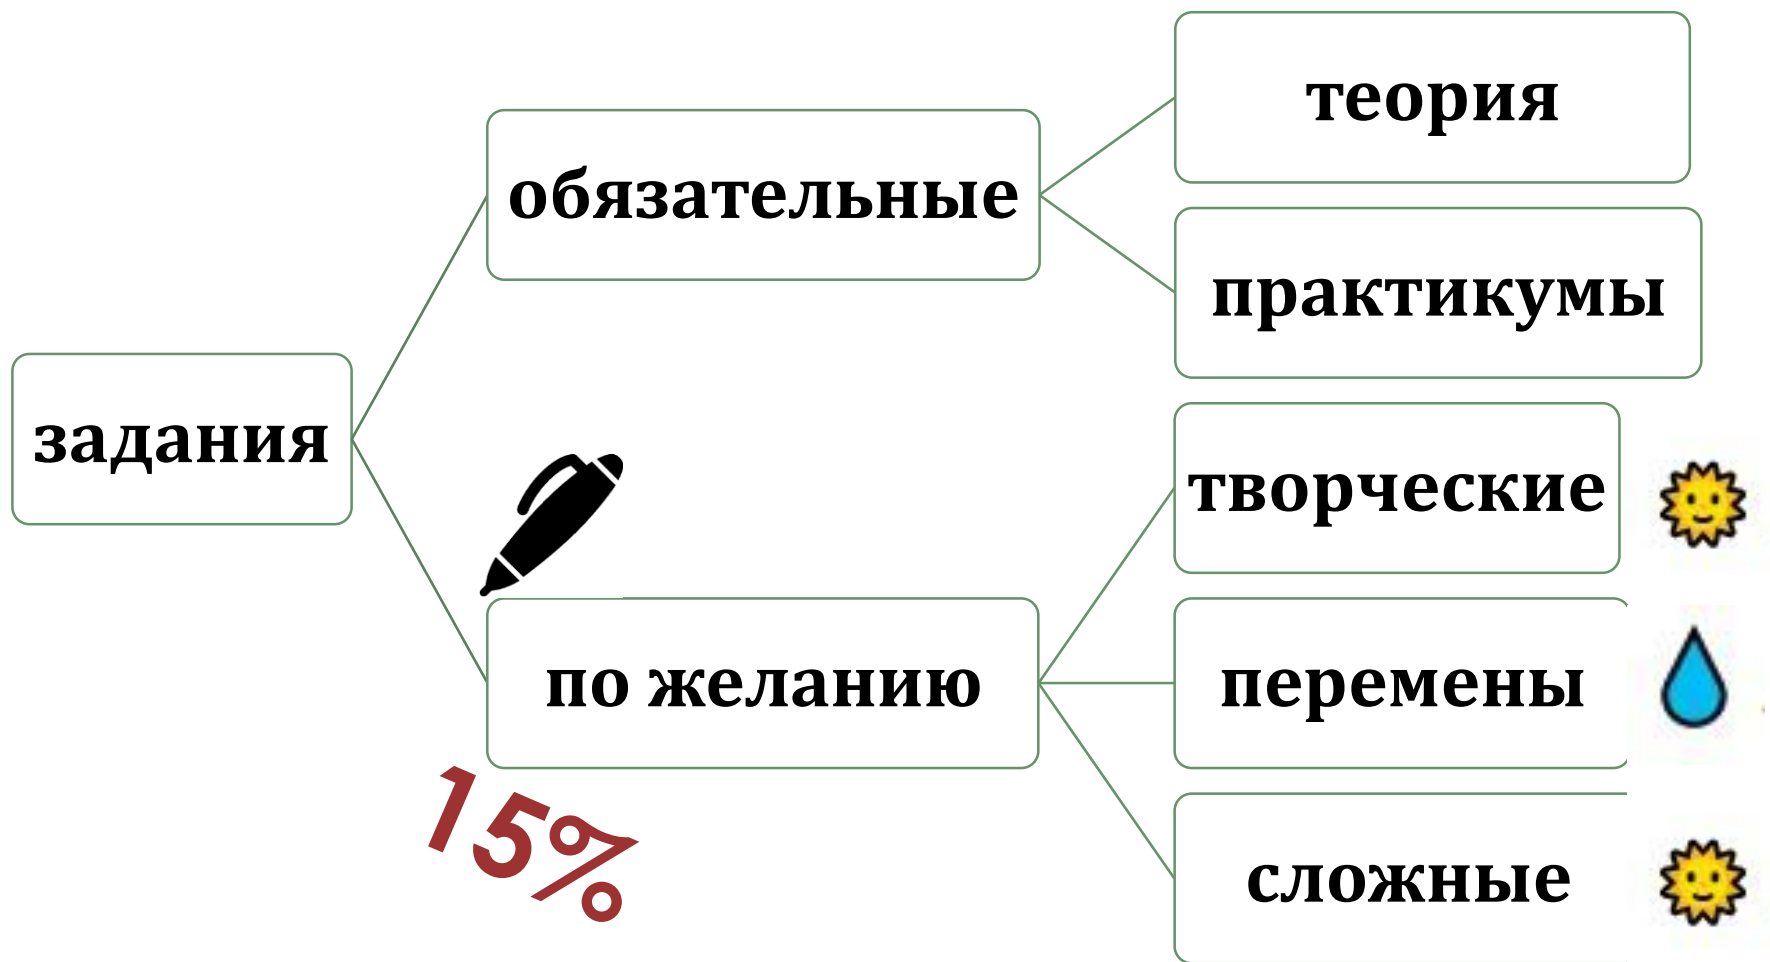 задания
обязательные
теория
практикумы
по желанию
15%
творческие
перемены
сложные